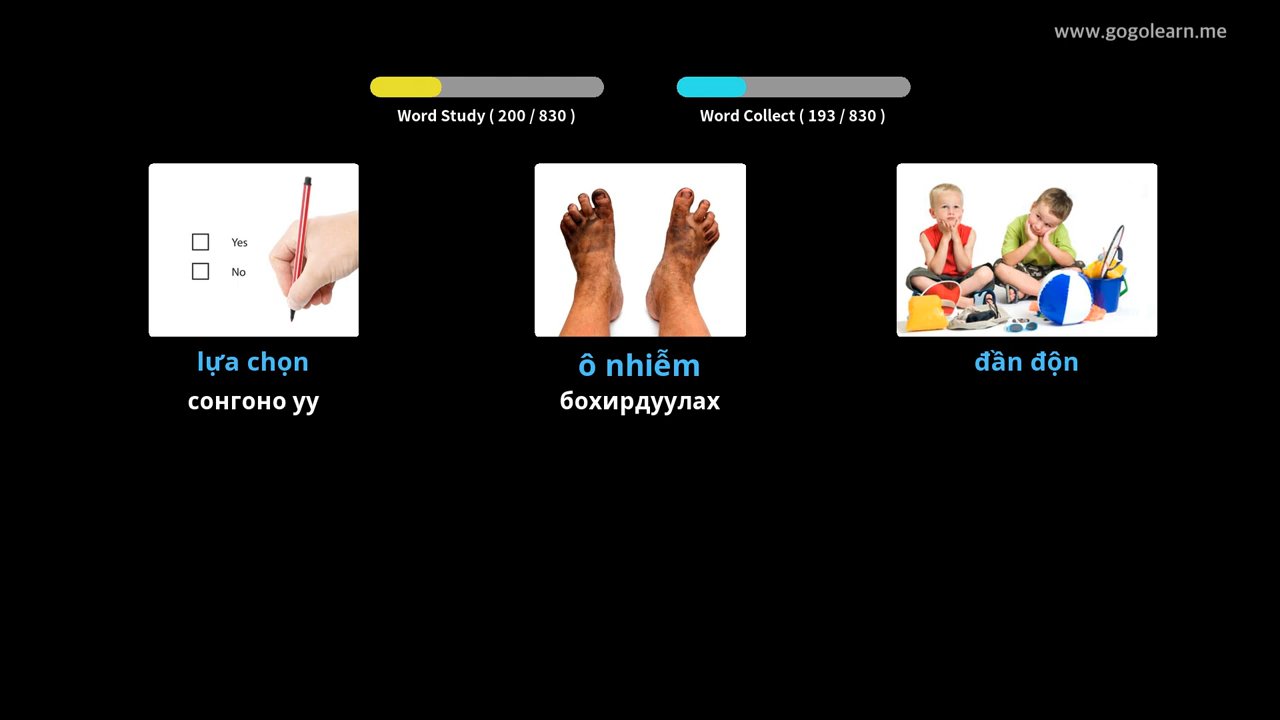 www.gogolearn.me
Word Study ( 200 / 830 )
Word Collect ( 193 / 830 )
Yes
No
lựa chọn
ô nhiễm
đần độn
сонгоно уу
бохирдуулах